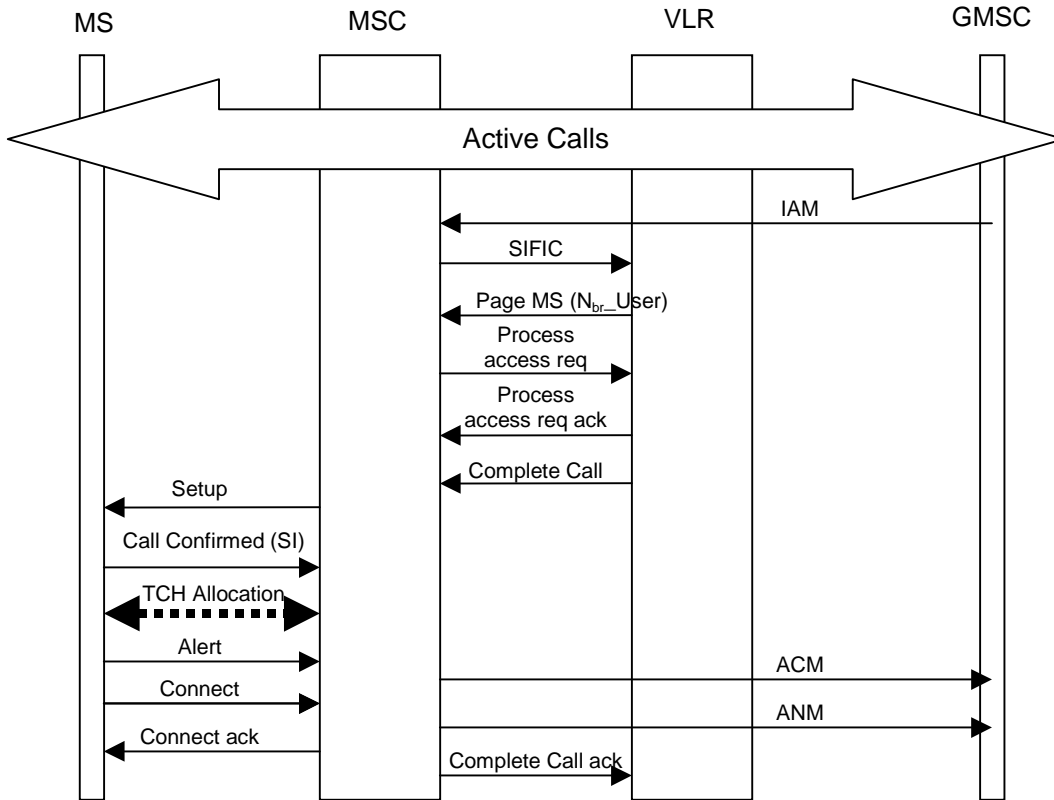 MS
MSC
VLR
GMSC
Active Calls
IAM
SIFIC
Page MS (Nbr_User)
Process
access req
Process
access req ack
Complete Call
Setup
Call Confirmed (SI)
TCH Allocation
Alert
ACM
Connect
ANM
Connect ack
Complete Call ack